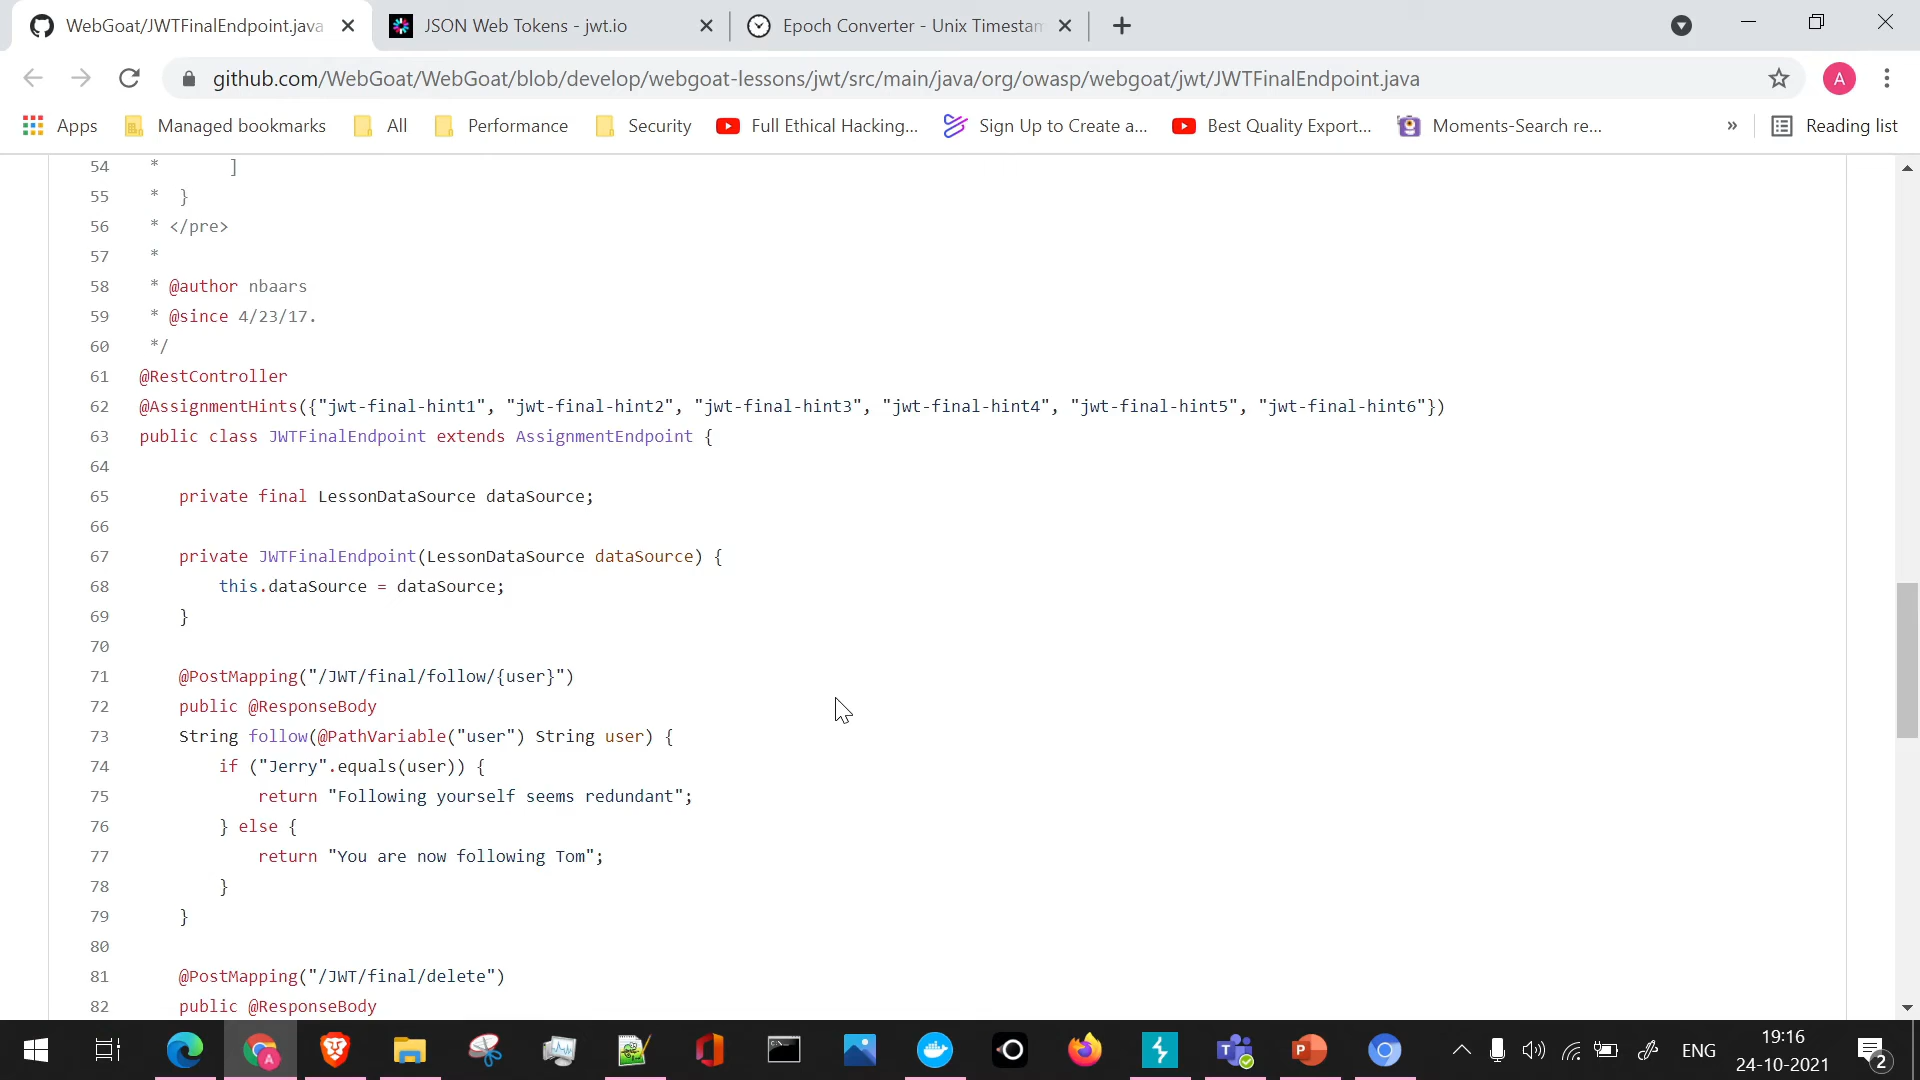 WebGoat/JWTFinalEndpoint.java
JSON Web Tokens - jwt.io
Epoch Converter - Unix Timestam
github.com/WebGoat/WebGoat/blob/develop/webgoat-lessons/jwt/src/main/java/org/owasp/webgoat/jwt/JWTFinalEndpoint.java
A
Apps
Managed bookmarks
All
Performance
Security
Full Ethical Hacking...
Sign Up to Create a...
Best Quality Export...
Moments-Search re...
»
Reading list
54 * ]
55 * }
56 * </pre>
57 *
58 * @author nbaars
59 * @since 4/23/17.
60 */
61 @RestController
62 @AssignmentHints({"jwt-final-hint1", "jwt-final-hint2", "jwt-final-hint3", "jwt-final-hint4", "jwt-final-hint5", "jwt-final-hint6"})
63 public class JWTFinalEndpoint extends AssignmentEndpoint {
64
65 private final LessonDataSource dataSource;
66
67 private JWTFinalEndpoint(LessonDataSource dataSource) {
68 this.dataSource = dataSource;
69 }
70
71 @PostMapping("/JWT/final/follow/{user}")
72 public @ResponseBody
73 String follow(@PathVariable("user") String user) {
74 if ("Jerry".equals(user)) {
75 return "Following yourself seems redundant";
76 } else {
77 return "You are now following Tom";
78 }
79 }
80
81 @PostMapping("/JWT/final/delete")
82 public @ResponseBody
ENG
19:16
24-10-2021
2